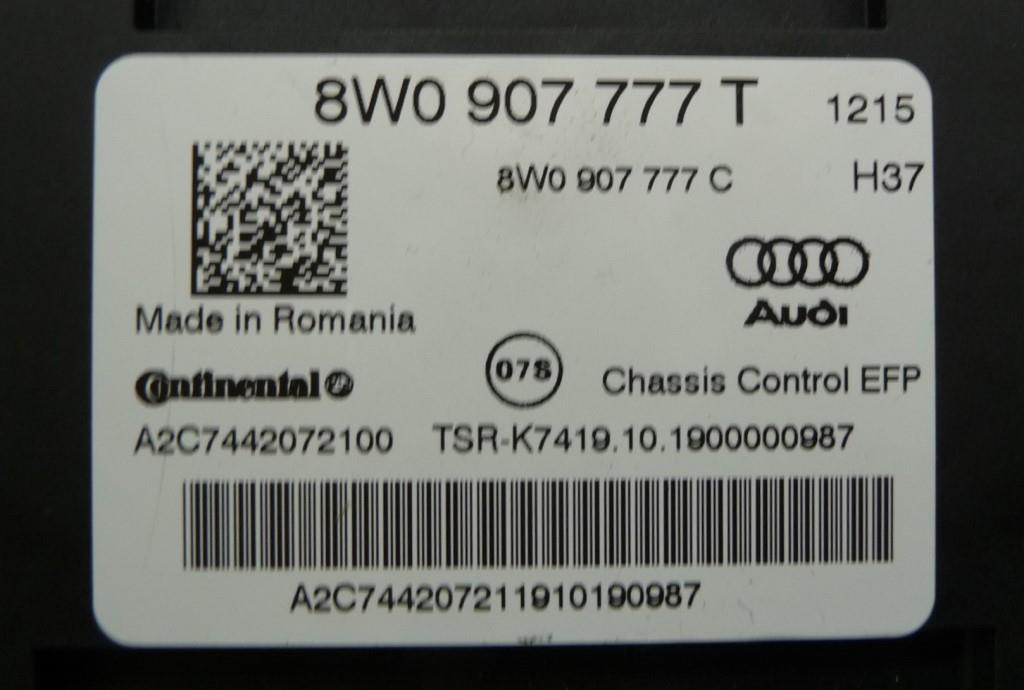 8W0 907 777 T 1215
8W0 907 777 C H37
Audi
Made in Romania
Continental
07S
Chassis Control EFP
A2C7442072100 TSR-K7419.10.1900000987
A2C744207211910190987